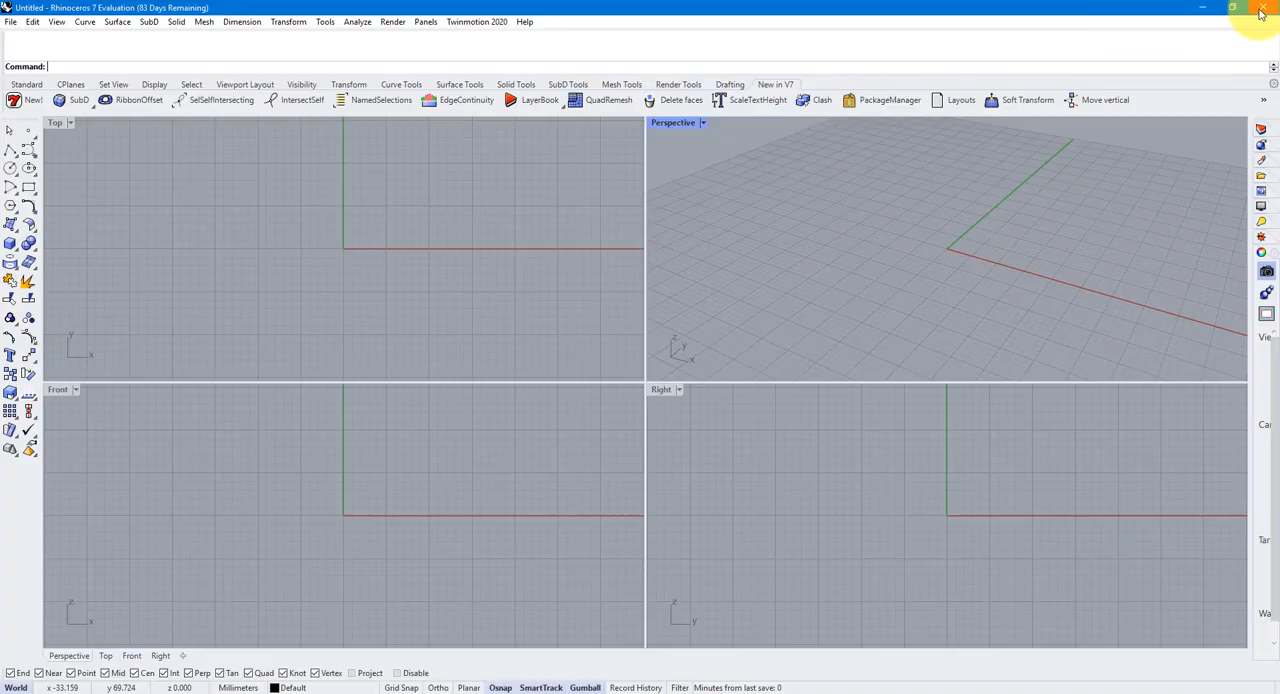 Untitled - Rhinoceros 7 Evaluation (83 Days Remaining)
File Edit View Curve Surface SubD Solid Mesh Dimension Transform Tools Analyze Render Panels Twinmotion 2020 Help
Command:
Standard CPlanes Set View Display Select Viewport Layout Visibility Transform Curve Tools Surface Tools Solid Tools SubD Tools Mesh Tools Render Tools Drafting New in V7
New! SubD RibbonOffset SelSelfIntersecting IntersectSelf NamedSelections EdgeContinuity LayerBook QuadRemesh Delete faces ScaleTextHeight Clash PackageManager Layouts Soft Transform Move vertical »
Top Perspective
y x
z y x
Vie
Front Right
Car
Tar
z x
z y
Wa
Perspective Top Front Right
End Near Point Mid Cen Int Perp Tan Quad Knot Vertex Project Disable
World x -33.159 y 69.724 z 0.000 Millimeters Default Grid Snap Ortho Planar Osnap SmartTrack Gumball Record History Filter Minutes from last save: 0